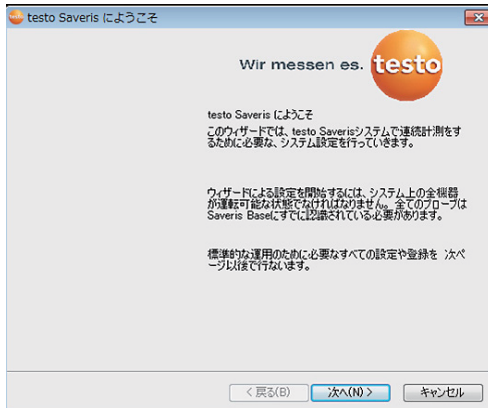 testo Saveris にようこそ
Wir messen es. testo
testo Saveris にようこそ
このウィザードでは、testo Saverisシステムで連続計測をす
るために必要な、システム設定を行っていきます。
ウィザードによる設定を開始するには、システム上の全機器
が運転可能な状態でなければなりません。全てのプローブは
Saveris Baseにすでに認識されている必要があります。
標準的な運用のために必要なすべての設定や登録を 次ペ
ージ以後で行ないます。
< 戻る(B) 次へ(N) > キャンセル